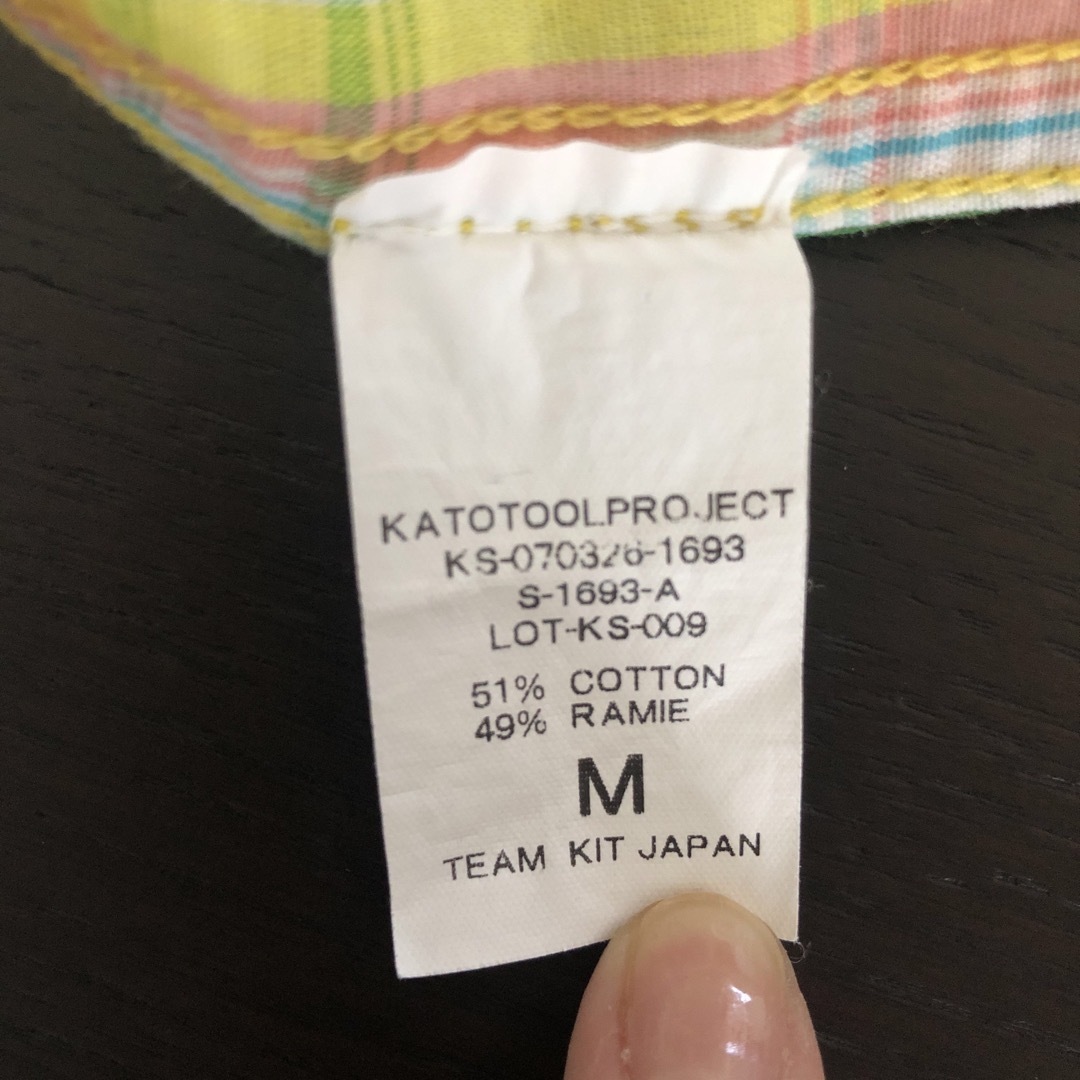 KATOTOOLPROJECT
KS-070326-1693
S-1693-A
LOT-KS-009
51% COTTON
49% RAMIE
M
TEAM KIT JAPAN